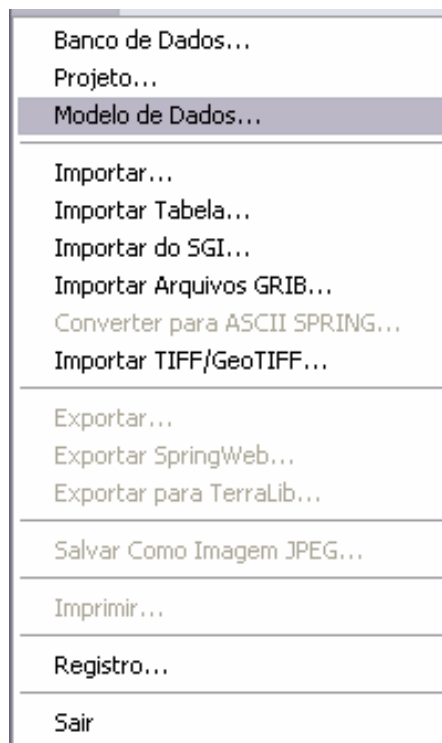 Banco de Dados...
Projeto...
Modelo de Dados...
Importar...
Importar Tabela...
Importar do SGI...
Importar Arquivos GRIB...
Converter para ASCII SPRING...
Importar TIFF/GeoTIFF...
Exportar...
Exportar SpringWeb...
Exportar para TerraLib...
Salvar Como Imagem JPEG...
Imprimir...
Registro...
Sair